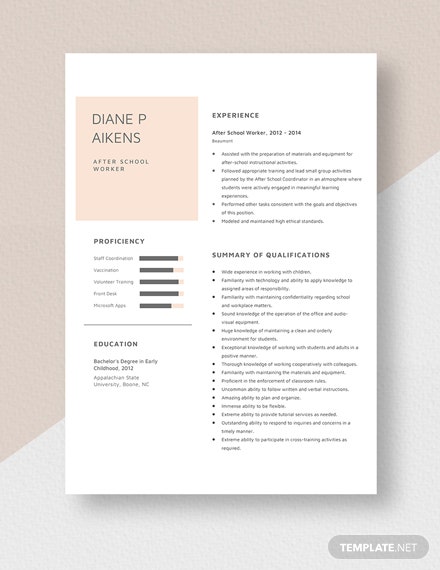 DIANE P
AIKENS
AFTER SCHOOL
WORKER
PROFICIENCY
Staff Coordination
Vaccination
Volunteer Training
Front Desk
Microsoft Apps
EDUCATION
Bachelor's Degree in Early
Childhood, 2012
Appalachian State
University, Boone, NC
EXPERIENCE
After School Worker, 2012 - 2014
Beaumont
Assisted with the preparation of materials and equipment for
after-school instructional activities.
Followed appropriate training and lead small group activities
planned by the After School Coordinator in an atmosphere where
students were actively engaged in meaningful learning
experiences.
Performed other tasks consistent with the goals and objectives
of this position.
Modeled and maintained high ethical standards.
SUMMARY OF QUALIFICATIONS
Wide experience in working with children.
Familiarity with technology and ability to apply knowledge to
assigned areas of responsibility.
Familiarity with maintaining confidentiality regarding school
and workplace matters.
Sound knowledge of the operation of the office and audio-
visual equipment.
Huge knowledge of maintaining a clean and orderly
environment for students.
Exceptional knowledge of working with students and adults in a
positive manner.
Thorough knowledge of working cooperatively with colleagues.
Familiarity with maintaining the materials and equipment.
Proficient in the enforcement of classroom rules.
Uncommon ability to follow written and verbal instructions.
Amazing ability to plan and organize.
Immense ability to be flexible.
Extreme ability to provide tutorial services as needed.
Outstanding ability to respond to inquiries and concerns in a
timely manner.
Extreme ability to participate in cross-training activities as
required.
TEMPLATE.NET